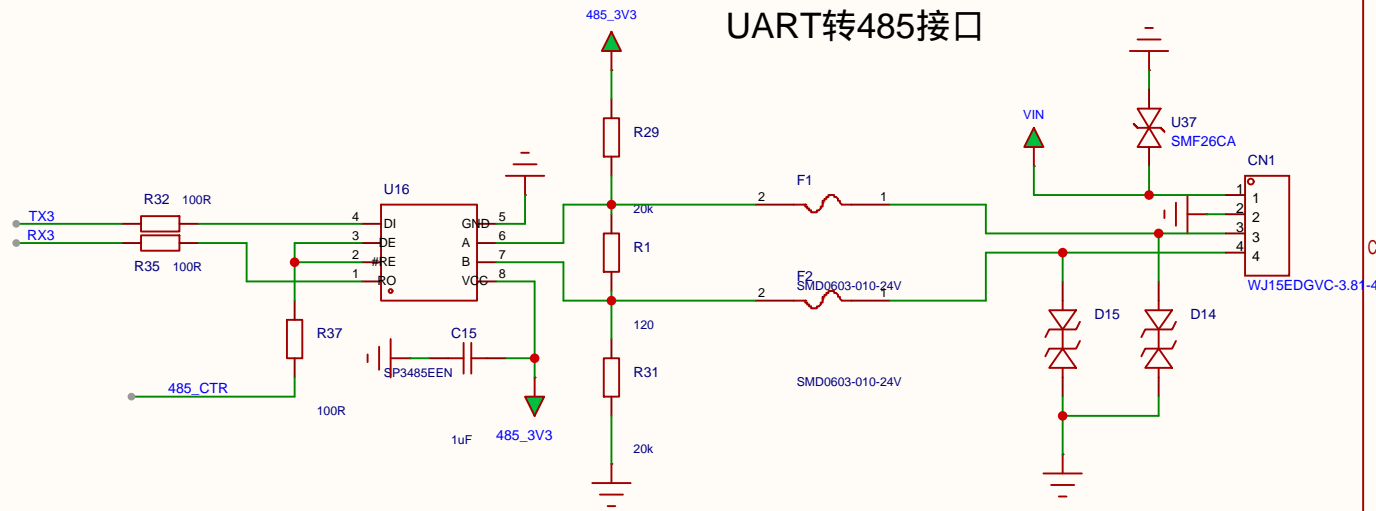 485_3V3
UART转485接口
VIN
U37
SMF26CA
CN1
R29
U16
F1
R32 100R
TX3
RX3
R35 100R
4 DI
3 DE
2 #RE
1 RO
GND 5
A 6
B 7
VCC 8
20k
2 1
R1
1 1
2 2
3 3
4 4
C
F2
SMD0603-010-24V
2 1
WJ15EDGVC-3.81-4
R37
C15
120
D15
D14
SP3485EEN
R31
SMD0603-010-24V
485_CTR
100R
1uF
485_3V3
20k